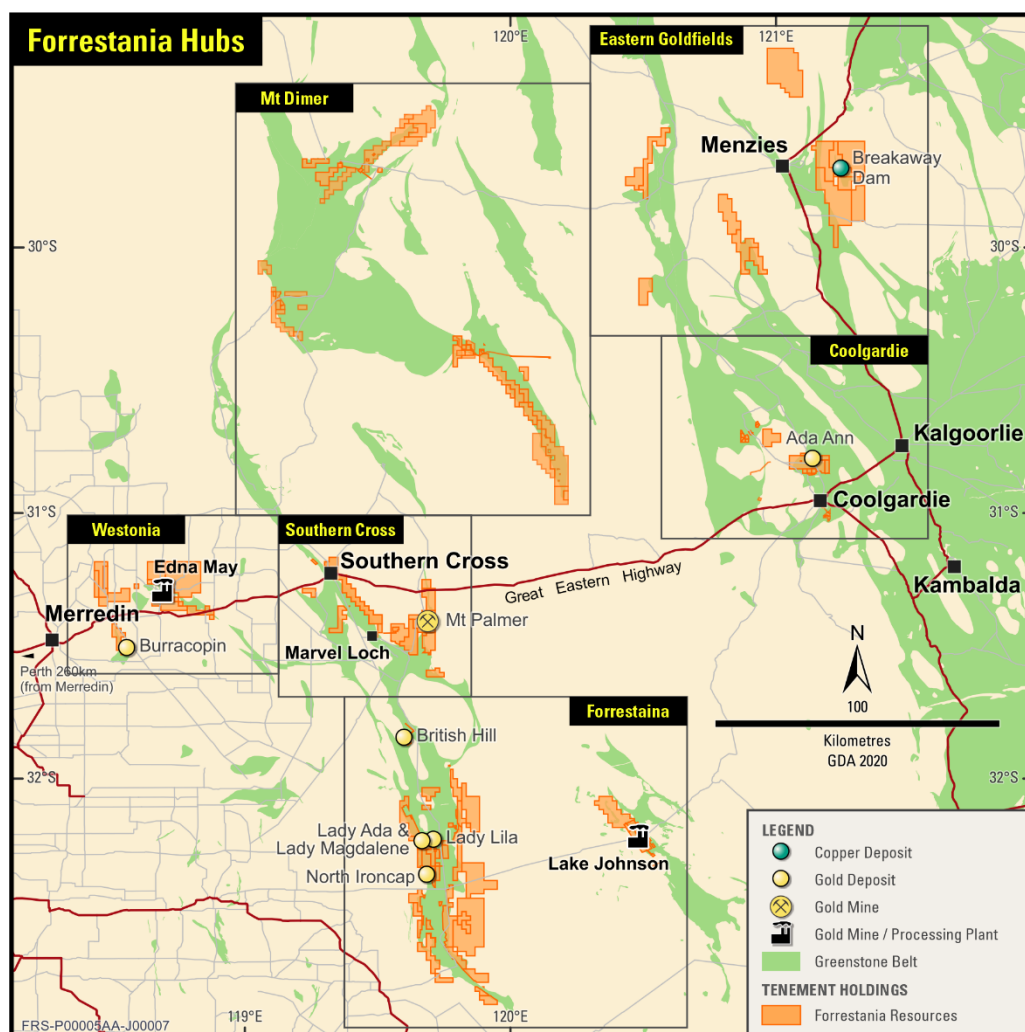 Forrestania Hubs
120°E
Eastern Goldfields
121°E
Mt Dimer
Menzies
Breakaway
Dam
30°S
30°S
Coolgardie
Kalgoorlie
Ada Ann
Coolgardie
31°S
31°S
Westonia
Southern Cross
Edna May
Southern Cross
Great Eastern Highway
Kambalda
Merredin
Mt Palmer
Burracopin
Marvel Loch
N
Perth 260km
(from Merredin)
100
Forrestaina
British Hill
Kilometres
GDA 2020
32°S
32°S
Lady Ada &
Lady Magdalene
Lady Lila
Lake Johnson
North Ironcap
LEGEND
Copper Deposit
Gold Deposit
Gold Mine
Gold Mine / Processing Plant
Greenstone Belt
TENEMENT HOLDINGS
Forrestania Resources
FRS-P00005AA-J00007
119°E
120°E